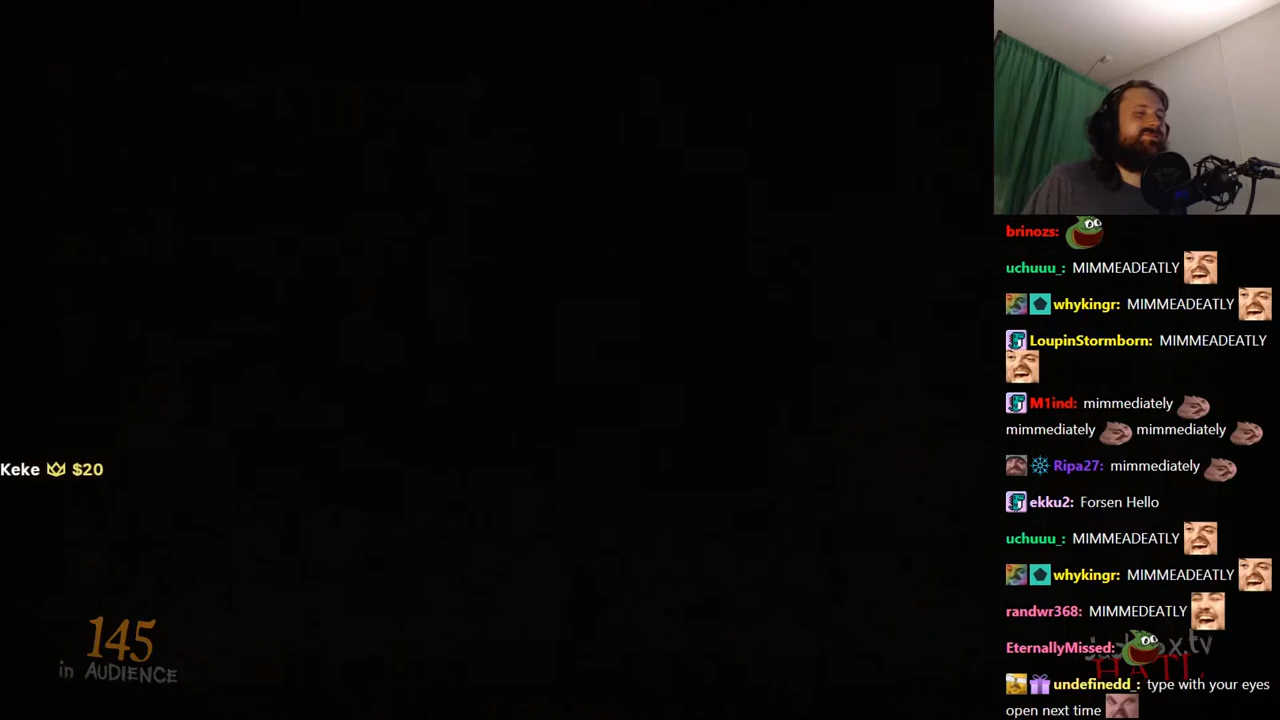 brinozs:
uchuuu_: MIMMEADEATLY
whykingr: MIMMEADEATLY
LoupinStormborn: MIMMEADEATLY
M1ind: mimmediately
mimmediately mimmediately
Keke $20
Ripa27: mimmediately
ekku2: Forsen Hello
uchuuu_: MIMMEADEATLY
whykingr: MIMMEADEATLY
randwr368: MIMMEDEATLY
145
in AUDIENCE
EternallyMissed:
undefinedd_: type with your eyes
open next time